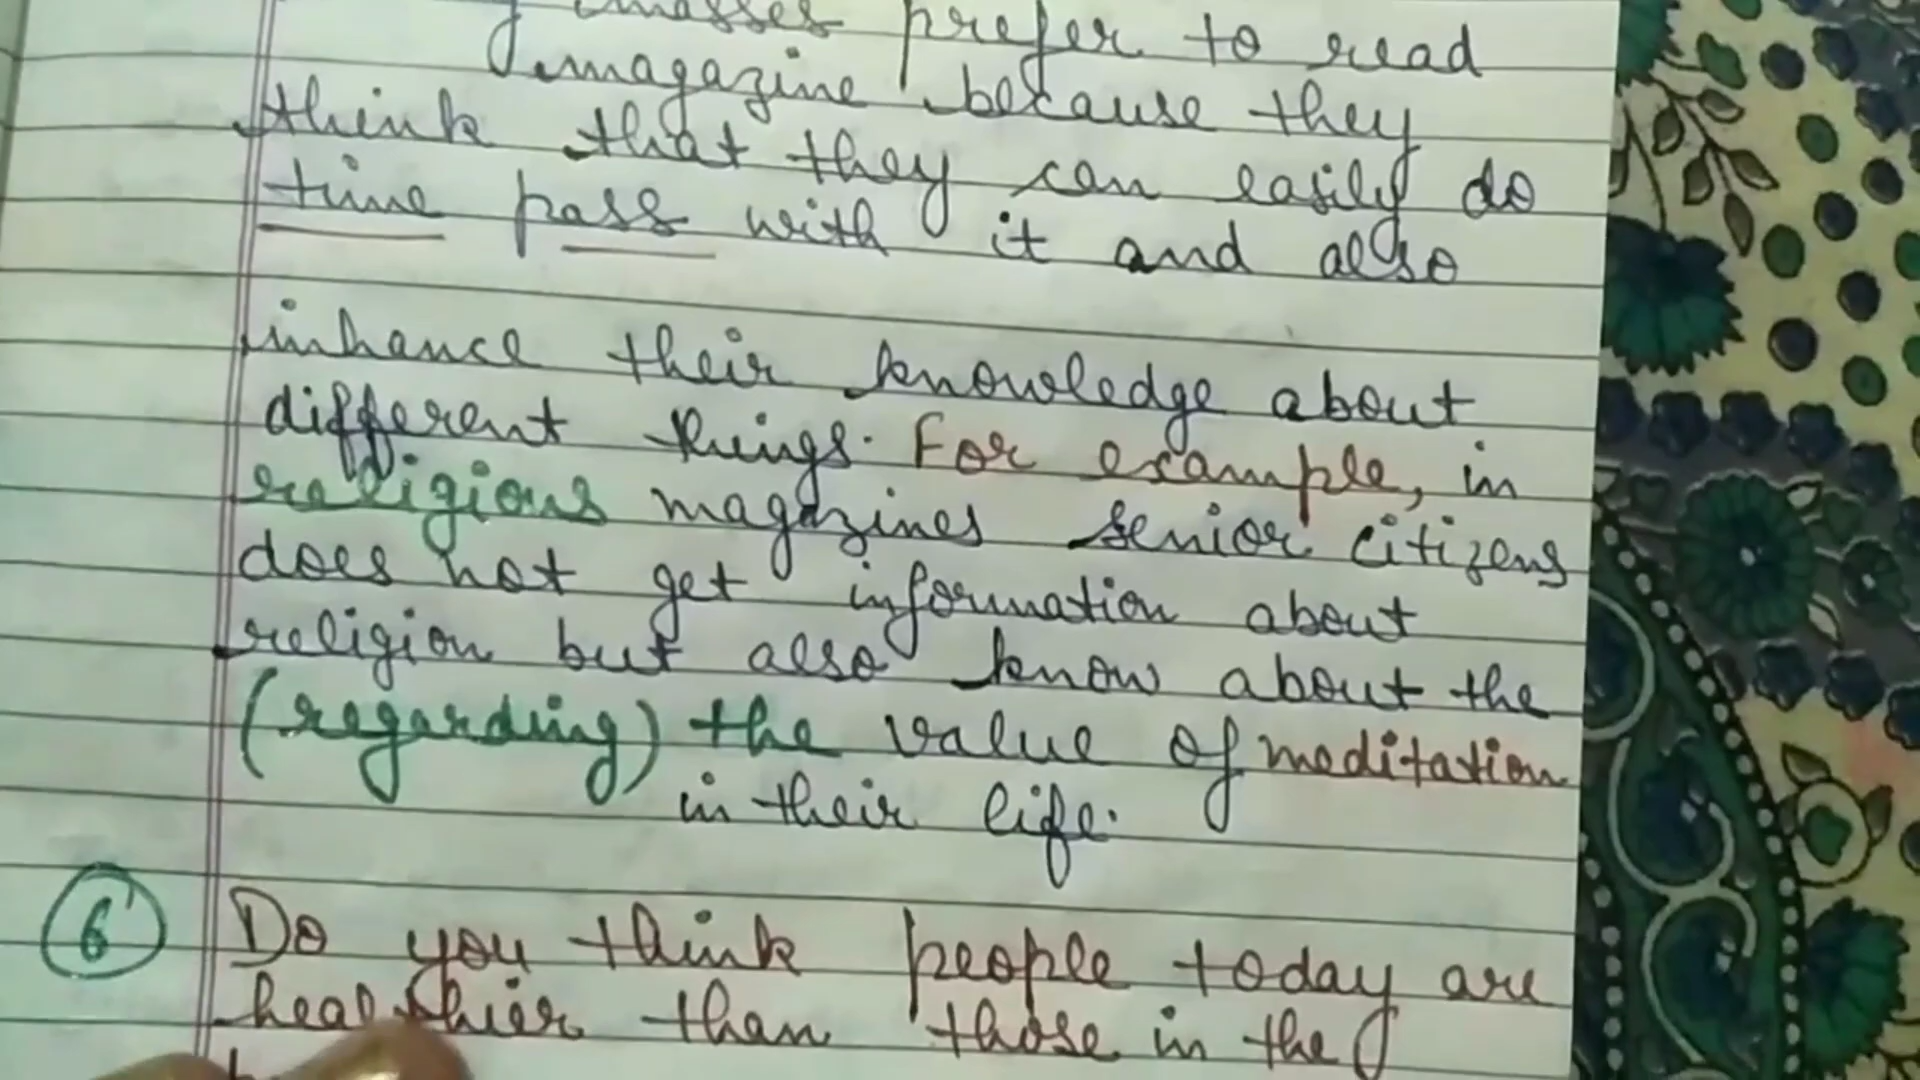 masses prefer to read
magazine because they
think that they can easily do
time pass with it and also
inhance their knowledge about
different things. For example, in
religious magazines senior citizens
does not get information about
religion but also know about the
(regarding) the value of meditation
in their life.
6 Do you think people today are
healthier than those in the